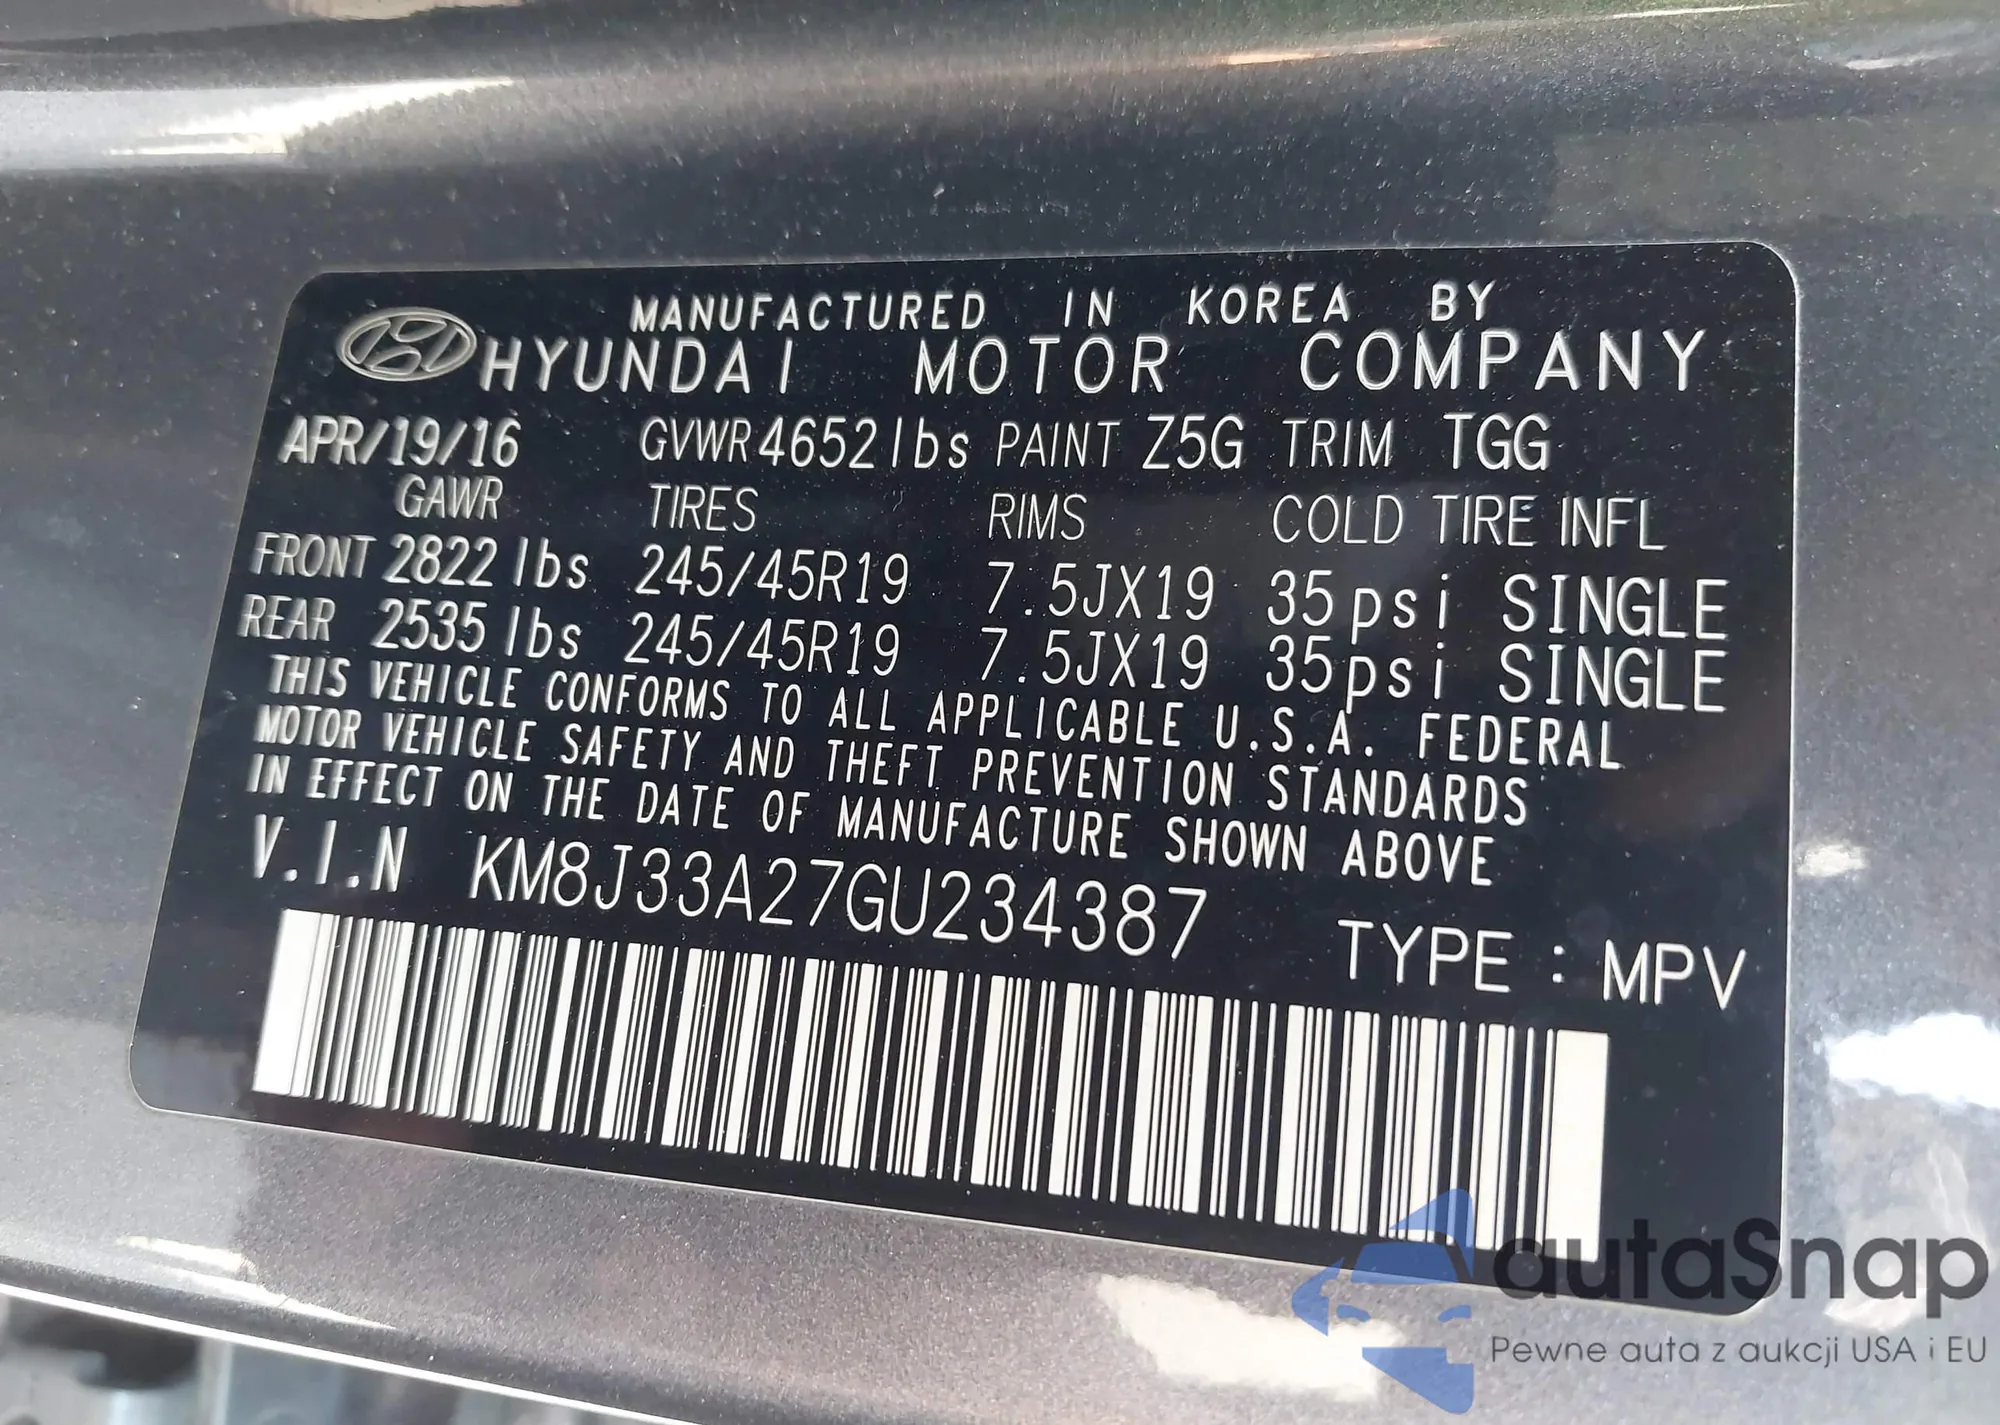 MANUFACTURED IN KOREA BY
HYUNDAI MOTOR COMPANY
APR/19/16 GVWR 4652 lbs PAINT Z5G TRIM TGG
GAWR TIRES RIMS COLD TIRE INFL
FRONT 2822 lbs 245/45R19 7.5JX19 35psi SINGLE
REAR 2535 lbs 245/45R19 7.5JX19 35psi SINGLE
THIS VEHICLE CONFORMS TO ALL APPLICABLE U.S.A. FEDERAL
MOTOR VEHICLE SAFETY AND THEFT PREVENTION STANDARDS
IN EFFECT ON THE DATE OF MANUFACTURE SHOWN ABOVE
V.I.N KM8J33A27GU234387
TYPE : MPV
autaSnap
Pewne auta z aukcji USA i EU